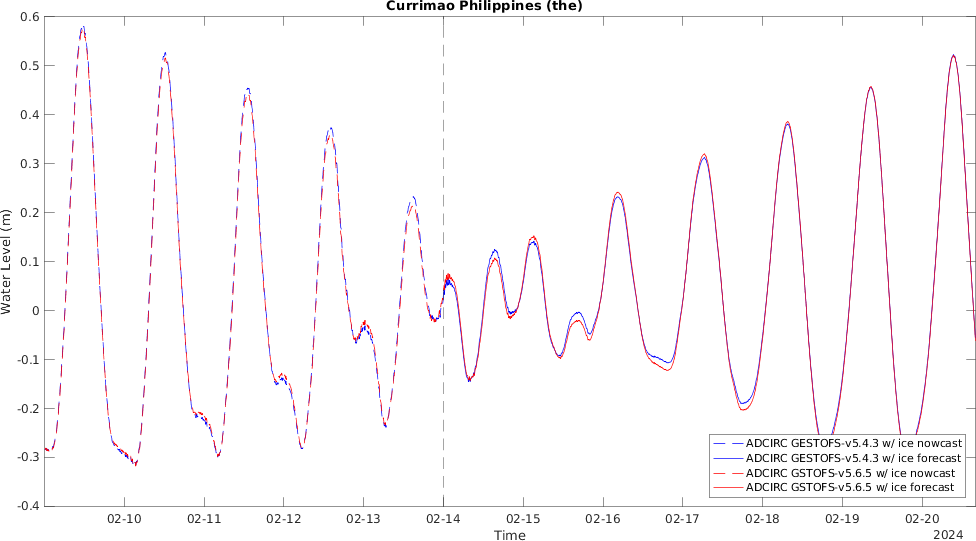 Currimao Philippines (the)
Water Level (m)
0.6
0.5
0.4
0.3
0.2
0.1
0
-0.1
-0.2
-0.3
-0.4
ADCIRC GESTOFS-v5.4.3 w/ ice nowcast
ADCIRC GESTOFS-v5.4.3 w/ ice forecast
ADCIRC GSTOFS-v5.6.5 w/ ice nowcast
ADCIRC GSTOFS-v5.6.5 w/ ice forecast
02-10 02-11 02-12 02-13 02-14 02-15 02-16 02-17 02-18 02-19 02-20
Time
2024